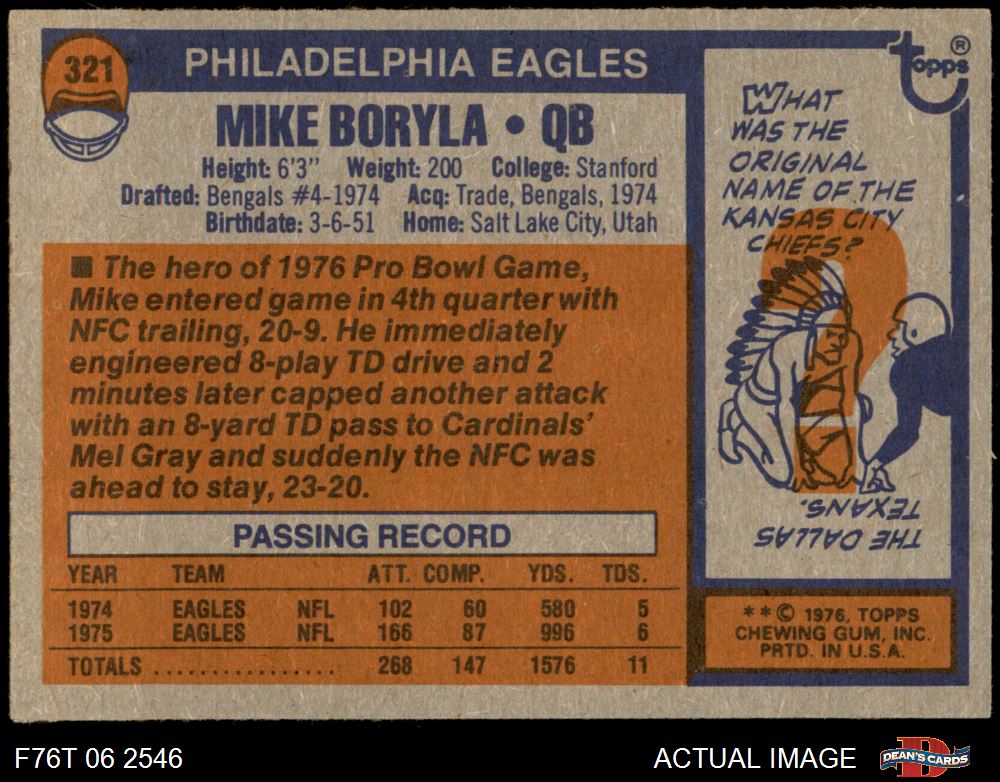 321
PHILADELPHIA EAGLES
topps ®
MIKE BORYLA • QB
Height: 6'3" Weight: 200 College: Stanford
Drafted: Bengals #4-1974 Acq: Trade, Bengals, 1974
Birthdate: 3-6-51 Home: Salt Lake City, Utah
■ The hero of 1976 Pro Bowl Game,
Mike entered game in 4th quarter with
NFC trailing, 20-9. He immediately
engineered 8-play TD drive and 2
minutes later capped another attack
with an 8-yard TD pass to Cardinals'
Mel Gray and suddenly the NFC was
ahead to stay, 23-20.
PASSING RECORD
YEAR TEAM ATT. COMP. YDS. TDS.
1974 EAGLES NFL 102 60 580 5
1975 EAGLES NFL 166 87 996 6
TOTALS .................. 268 147 1576 11
WHAT
WAS THE
ORIGINAL
NAME OF THE
KANSAS CITY
CHIEFS?
?
THE DALLAS
TEXANS.
**© 1976, TOPPS
CHEWING GUM, INC.
PRTD. IN U.S.A.
F76T 06 2546
ACTUAL IMAGE
D
DEAN'S CARDS